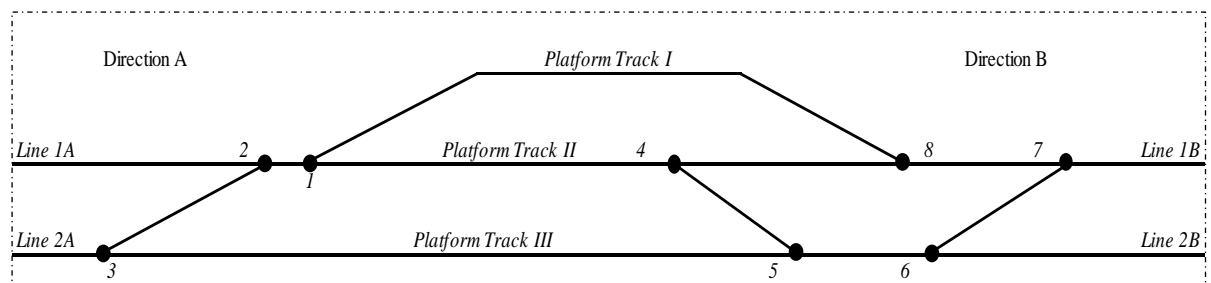 Direction A
Platform Track I
Direction B
Line 1A
2
Platform Track II
4
8
7
Line 1B
1
Line 2A
Platform Track III
Line 2B
3
5
6